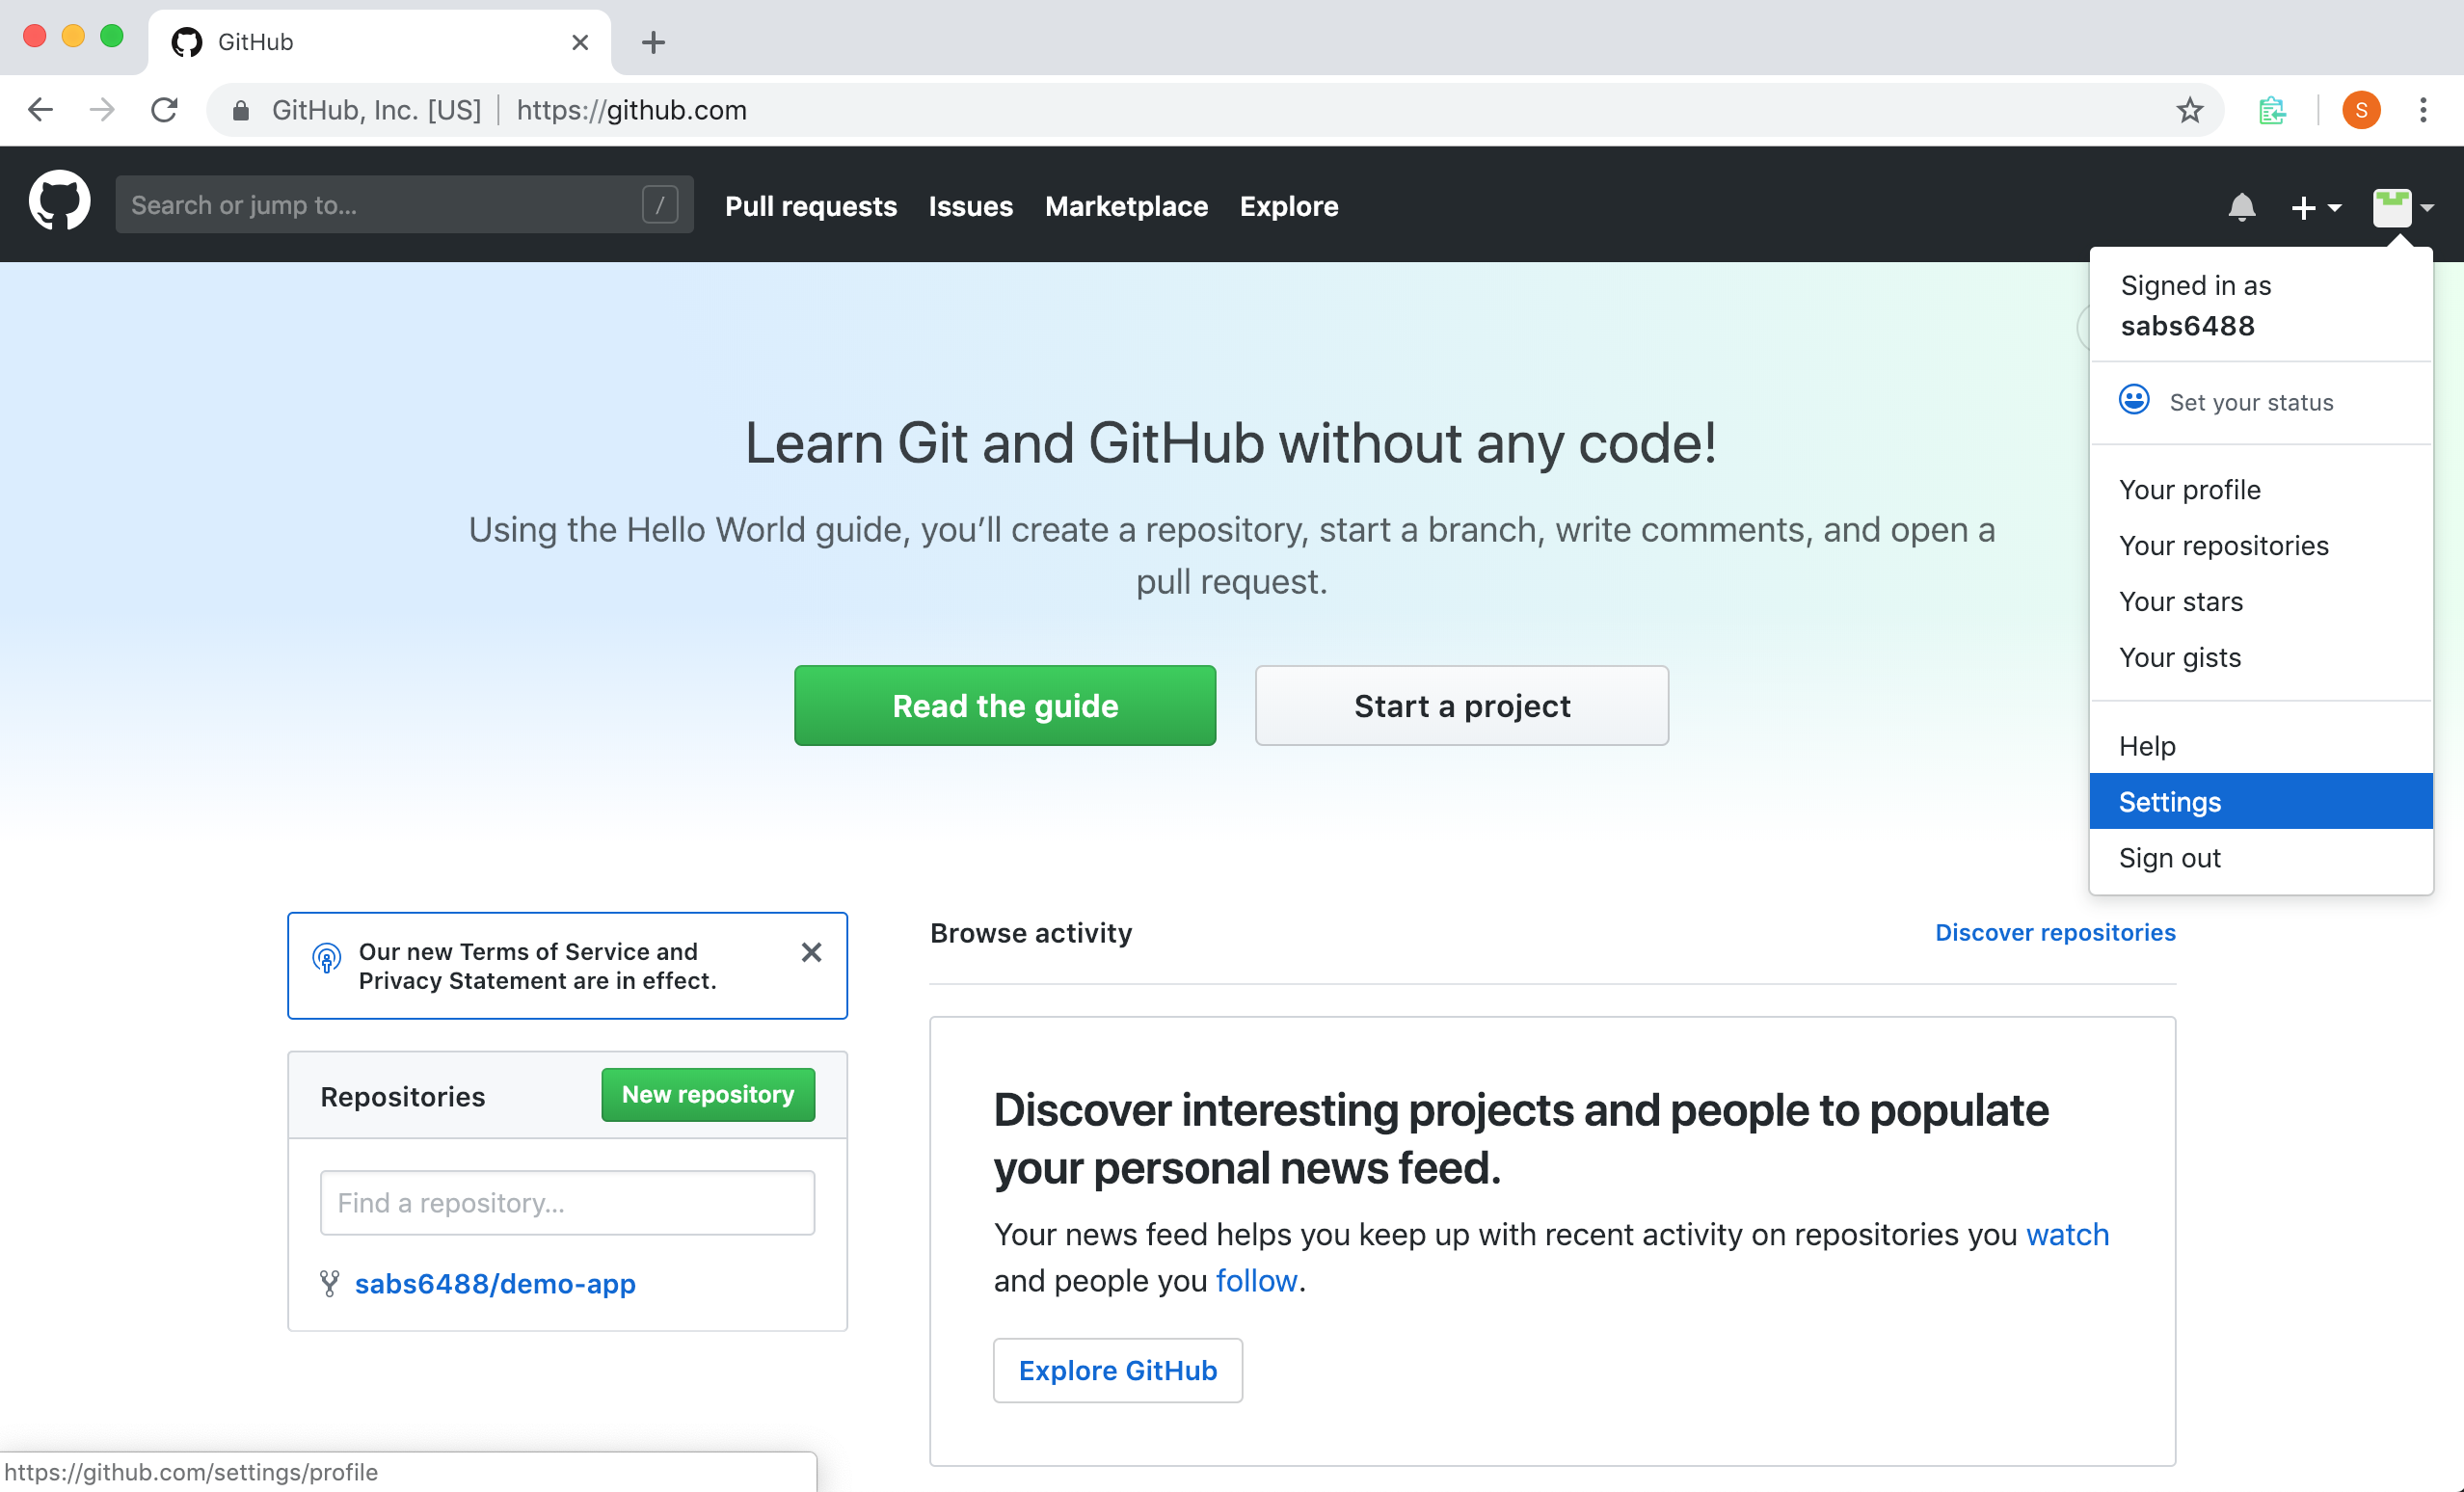 GitHub
GitHub, Inc. [US] https://github.com
S
Search or jump to... /
Pull requests Issues Marketplace Explore
Signed in as
sabs6488
Set your status
Your profile
Your repositories
Your stars
Your gists
Help
Settings
Sign out
Learn Git and GitHub without any code!
Using the Hello World guide, you’ll create a repository, start a branch, write comments, and open a
pull request.
Read the guide Start a project
Our new Terms of Service and
Privacy Statement are in effect.
Repositories New repository
Find a repository...
sabs6488/demo-app
Browse activity Discover repositories
Discover interesting projects and people to populate
your personal news feed.
Your news feed helps you keep up with recent activity on repositories you watch
and people you follow.
Explore GitHub
https://github.com/settings/profile